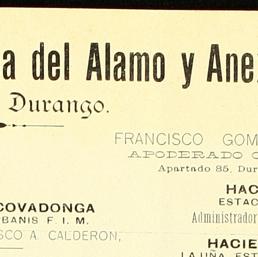 a del Alamo y Ane
Durango.
FRANCISCO GOM
APODERADO
Apartado 85, Dur
HAC
COVADONGA
ESTAC
URBANIS F. I. M.
Administrador
SCO A. CALDERON,
HACIE
LA UÑA, EST